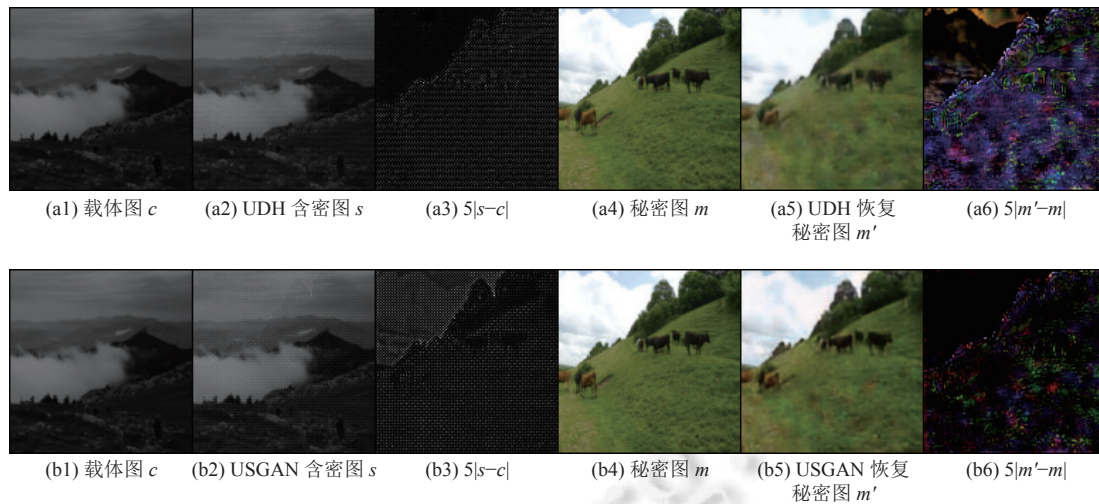 (a1) 载体图 c
(a2) UDH 含密图 s
(a3) 5|s−c|
(a4) 秘密图 m
(a5) UDH 恢复
秘密图 m′
(a6) 5|m′−m|
(b1) 载体图 c
(b2) USGAN 含密图 s
(b3) 5|s−c|
(b4) 秘密图 m
(b5) USGAN 恢复
秘密图 m′
(b6) 5|m′−m|